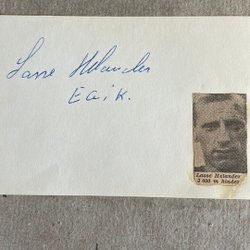 Lasse Helander
E G I K.
Lasse Helander
3 000 m hinder